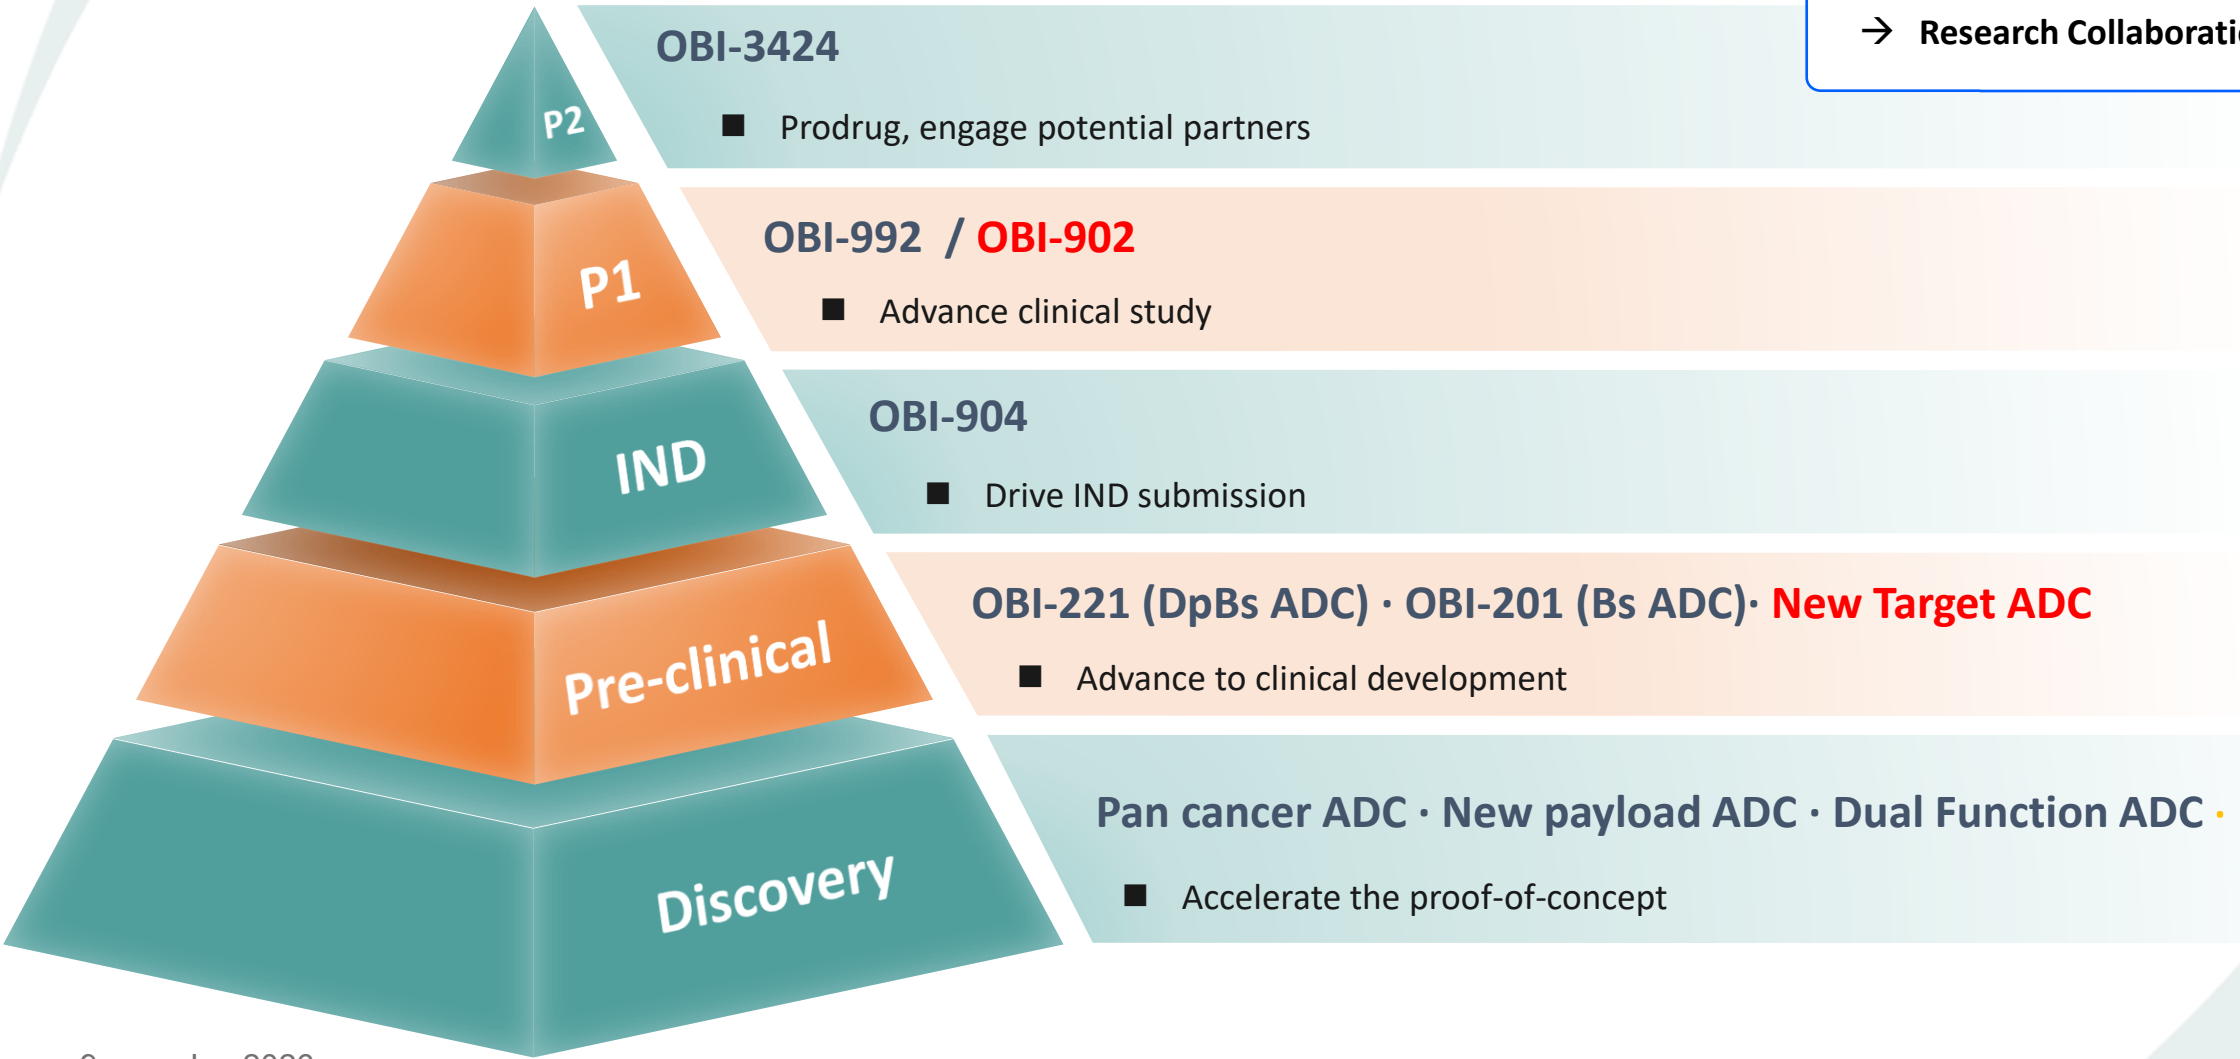 → Research Collaborati
OBI-3424
P2
■ Prodrug, engage potential partners
OBI-992 / OBI-902
P1
■ Advance clinical study
OBI-904
IND
■ Drive IND submission
OBI-221 (DpBs ADC) · OBI-201 (Bs ADC)· New Target ADC
Pre-clinical
■ Advance to clinical development
Pan cancer ADC · New payload ADC · Dual Function ADC ·
Discovery
■ Accelerate the proof-of-concept